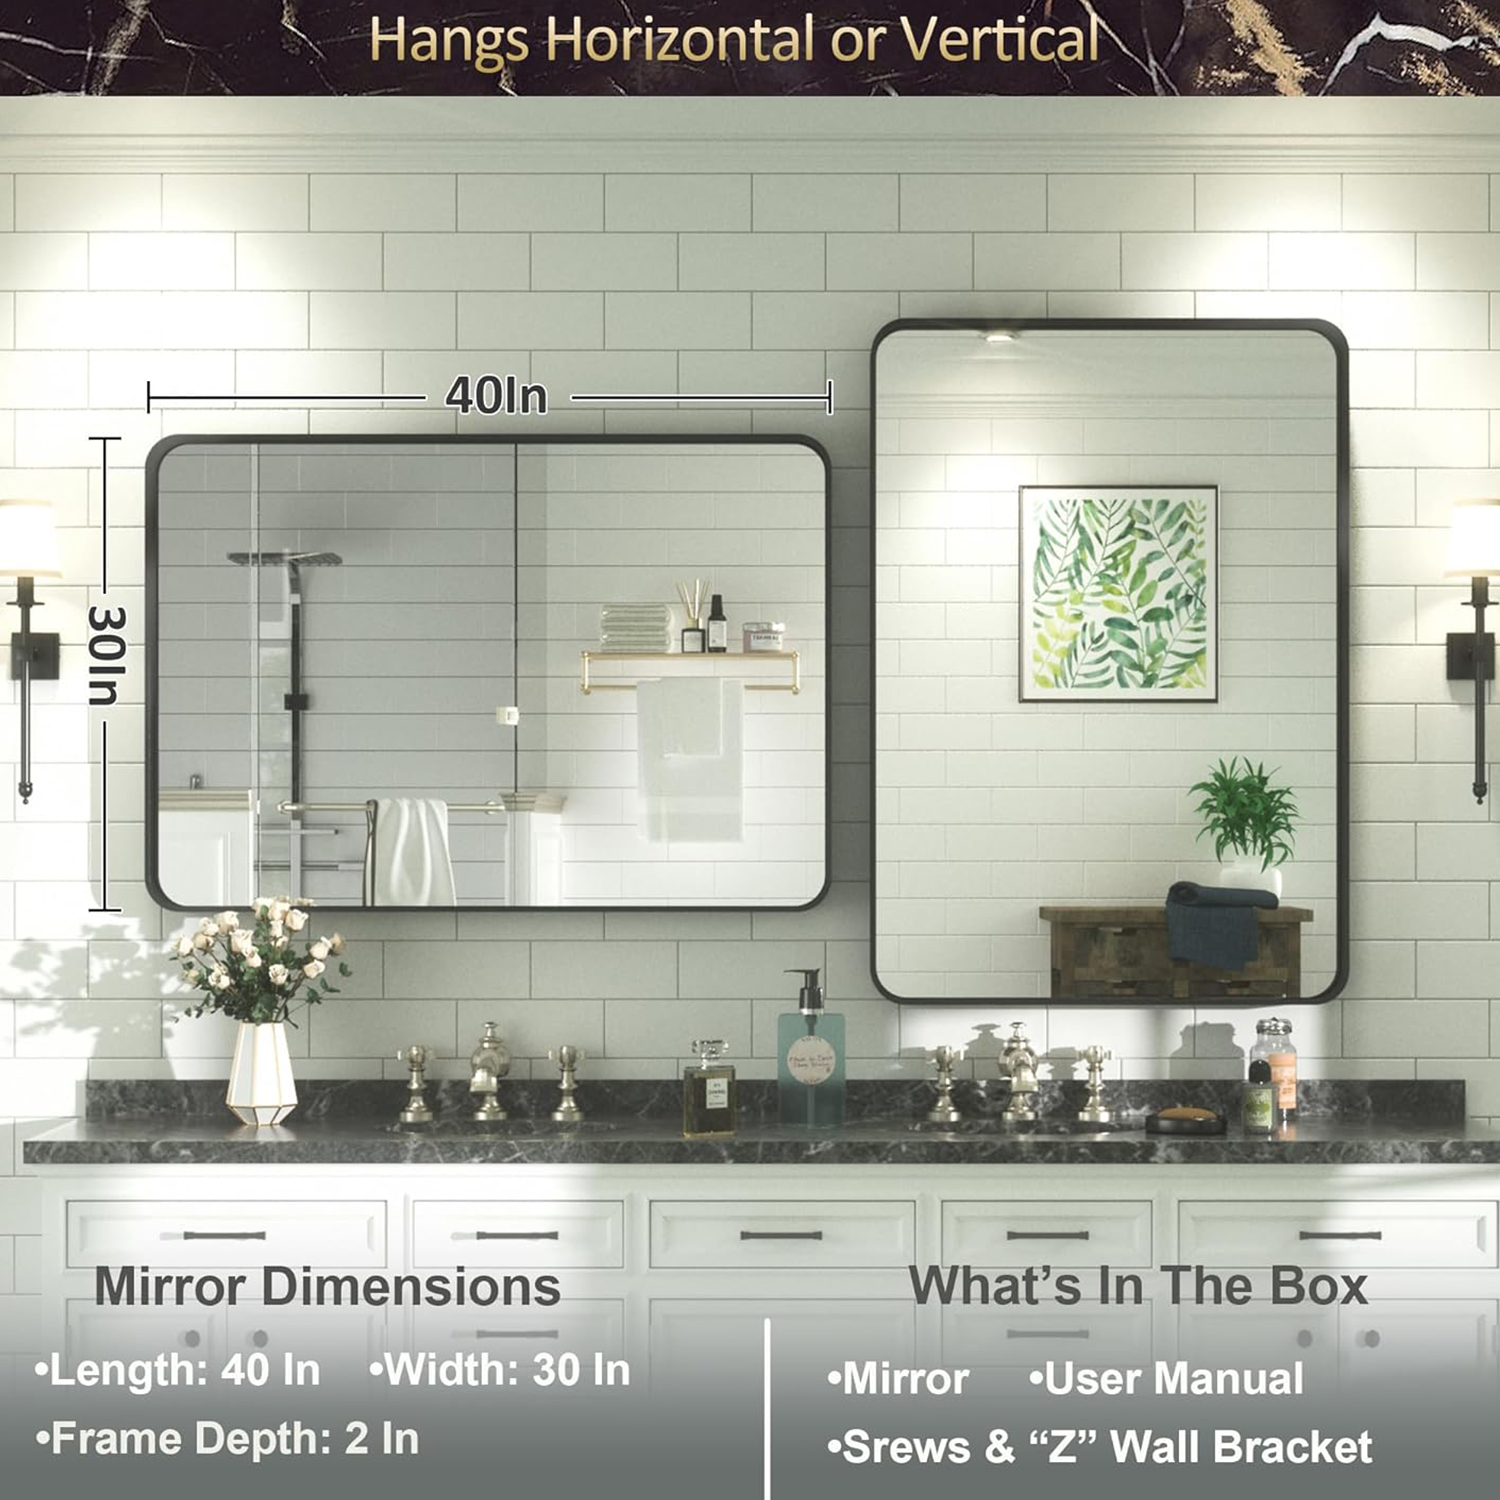 Hangs Horizontal or Vertical
40In
30In
Mirror Dimensions
•Length: 40 In •Width: 30 In
•Frame Depth: 2 In
What’s In The Box
•Mirror •User Manual
•Srews & “Z” Wall Bracket